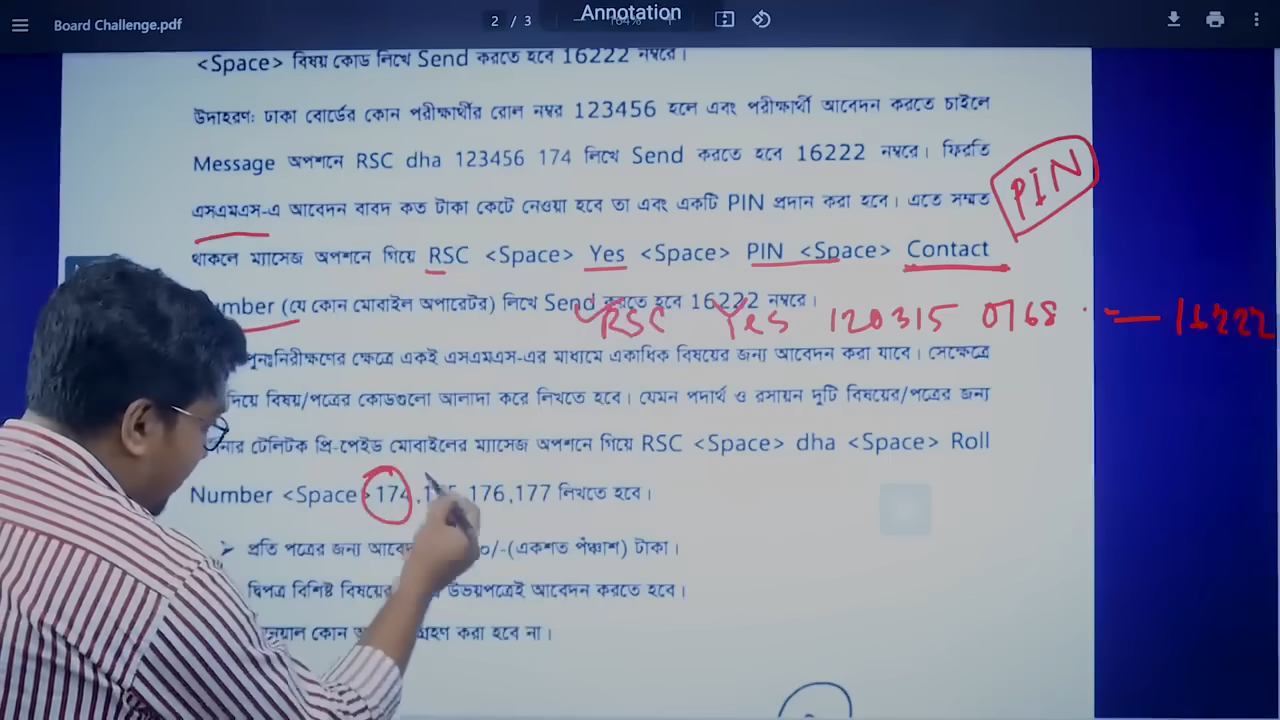 Board Challenge.pdf
2 / 3
Annotation
<Space> বিষয় কোড লিখে Send করতে হবে 16222 নম্বরে।
উদাহরণ: ঢাকা বোর্ডের কোন পরীক্ষার্থীর রোল নম্বর 123456 হলে এবং পরীক্ষার্থী আবেদন করতে চাইলে
Message অপশনে RSC dha 123456 174 লিখে Send করতে হবে 16222 নম্বরে। ফিরতি
PIN
এসএমএস-এ আবেদন বাবদ কত টাকা কেটে নেওয়া হবে তা এবং একটি PIN প্রদান করা হবে। এতে সম্মত
থাকলে ম্যাসেজ অপশনে গিয়ে RSC <Space> Yes <Space> PIN <Space> Contact
mber (যে কোন মোবাইল অপারেটর) লিখে Send করতে হবে 16222 নম্বরে।
RSC Yes 120315 0168 — 16222
পুনঃনিরীক্ষণের ক্ষেত্রে একই এসএমএস-এর মাধ্যমে একাধিক বিষয়ের জন্য আবেদন করা যাবে। সেক্ষেত্রে
দিয়ে বিষয়/পত্রের কোডগুলো আলাদা করে লিখতে হবে। যেমন পদার্থ ও রসায়ন দুটি বিষয়ের/পত্রের জন্য
টেলিটক প্রি-পেইড মোবাইলের ম্যাসেজ অপশনে গিয়ে RSC <Space> dha <Space> Roll
Number <Space> 174, 176,177 লিখতে হবে।
➢ প্রতি পত্রের জন্য /-(একশত পঞ্চাশ) টাকা।
দ্বিপত্র বিশিষ্ট বিষয়ের উভয়পত্রেই আবেদন করতে হবে।
কোন গ্রহণ করা হবে না।